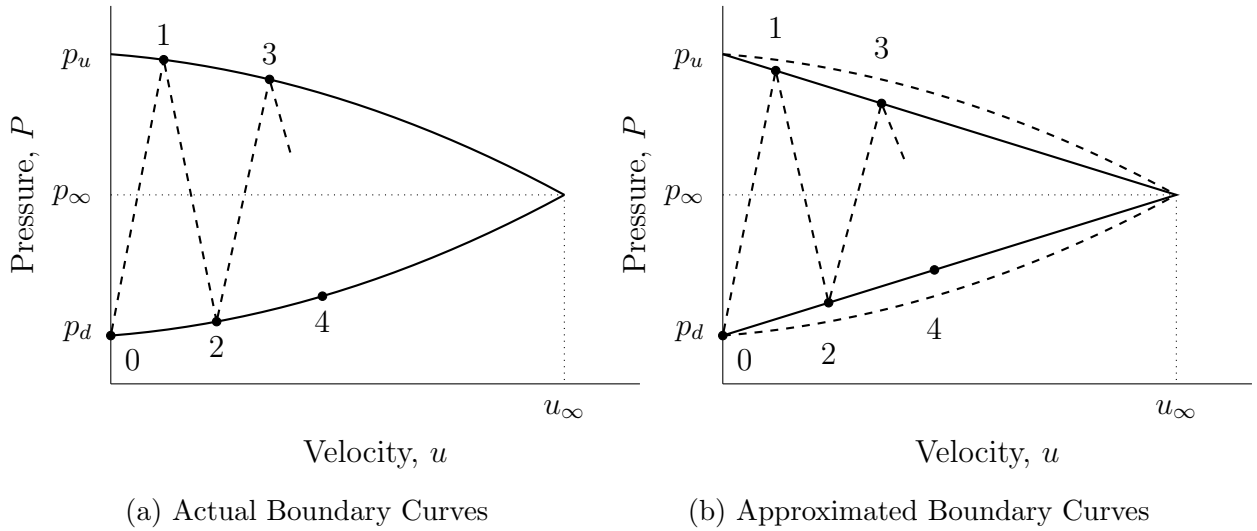 Pressure, P
p_u
p_∞
p_d
1
3
0
2
4
u_∞
Velocity, u
(a) Actual Boundary Curves
Pressure, P
p_u
p_∞
p_d
1
3
0
2
4
u_∞
Velocity, u
(b) Approximated Boundary Curves